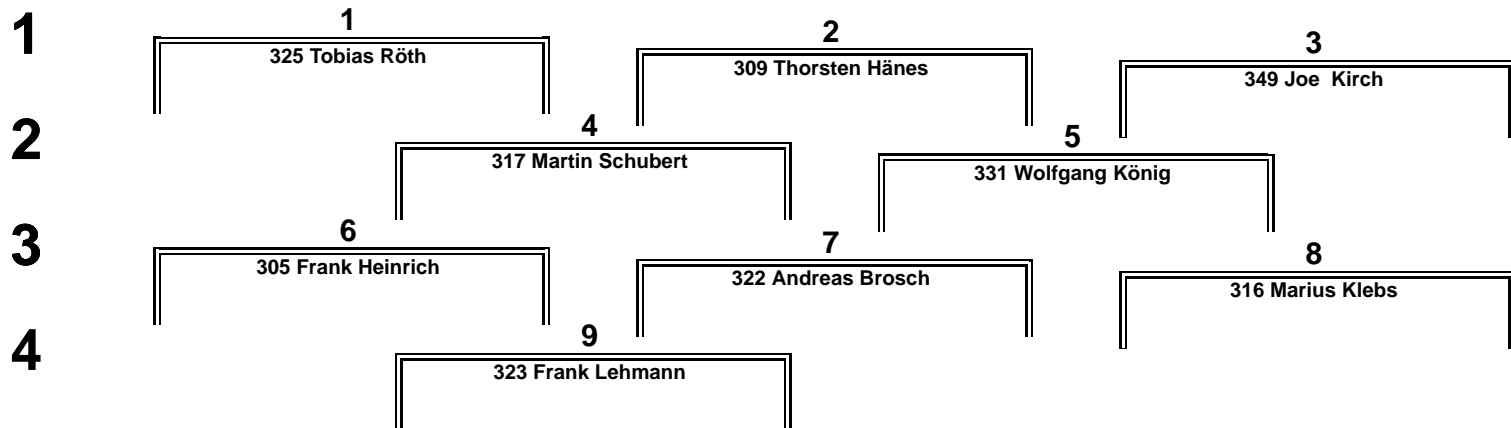 1
1
325 Tobias Röth
2
309 Thorsten Hänes
3
349 Joe  Kirch
2
4
317 Martin Schubert
5
331 Wolfgang König
3
6
305 Frank Heinrich
7
322 Andreas Brosch
8
316 Marius Klebs
4
9
323 Frank Lehmann